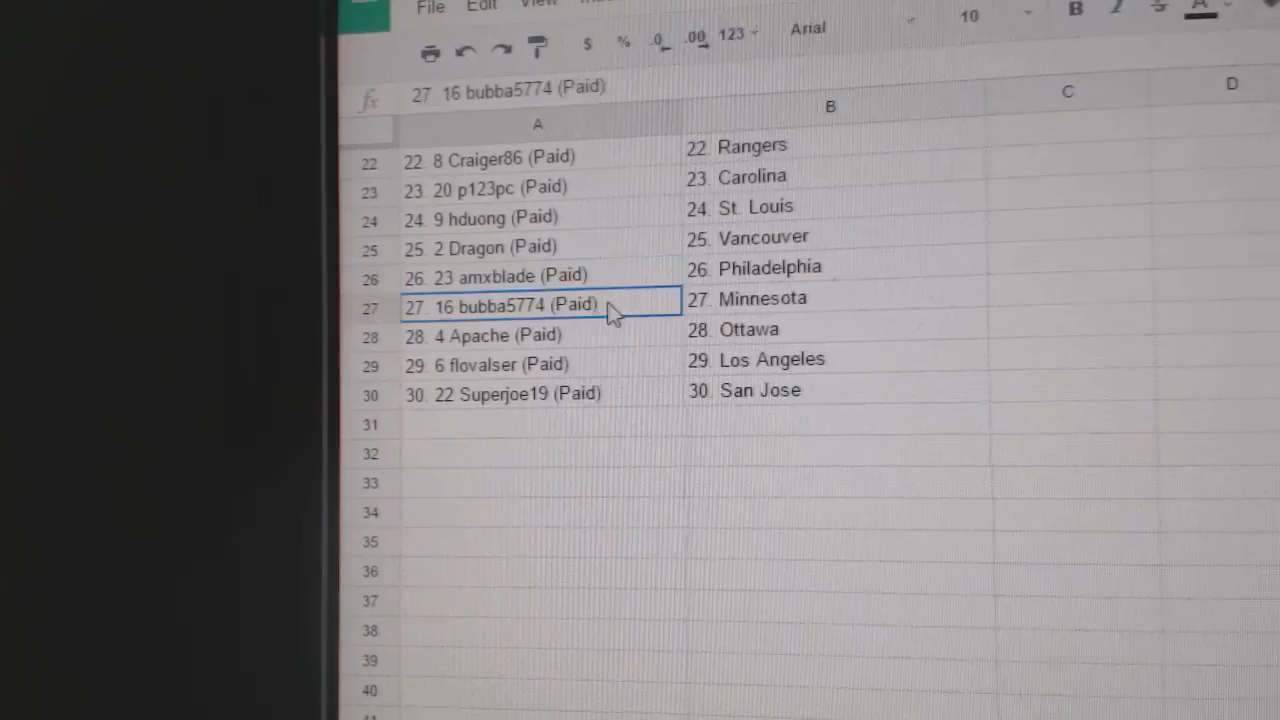 File Edit View
$ % .0 .00 123 Arial 10 B I S A
fx 27 16 bubba5774 (Paid)
A B C D
22 22. 8 Craiger86 (Paid) 22. Rangers
23 23. 20 p123pc (Paid) 23. Carolina
24 24. 9 hduong (Paid) 24. St. Louis
25 25. 2 Dragon (Paid) 25. Vancouver
26 26. 23 amxblade (Paid) 26. Philadelphia
27 27. 16 bubba5774 (Paid) 27. Minnesota
28 28. 4 Apache (Paid) 28. Ottawa
29 29. 6 flovalser (Paid) 29. Los Angeles
30 30. 22 Superjoe19 (Paid) 30. San Jose
31
32
33
34
35
36
37
38
39
40